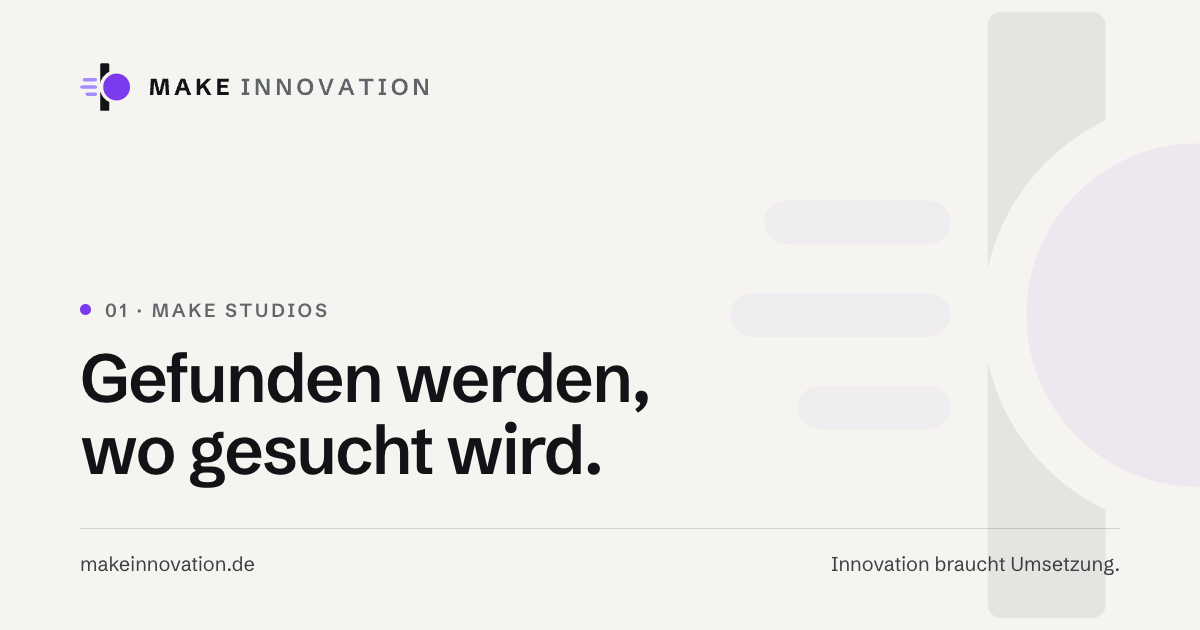 MAKE INNOVATION
01 · MAKE STUDIOS
Gefunden werden,
wo gesucht wird.
makeinnovation.de
Innovation braucht Umsetzung.